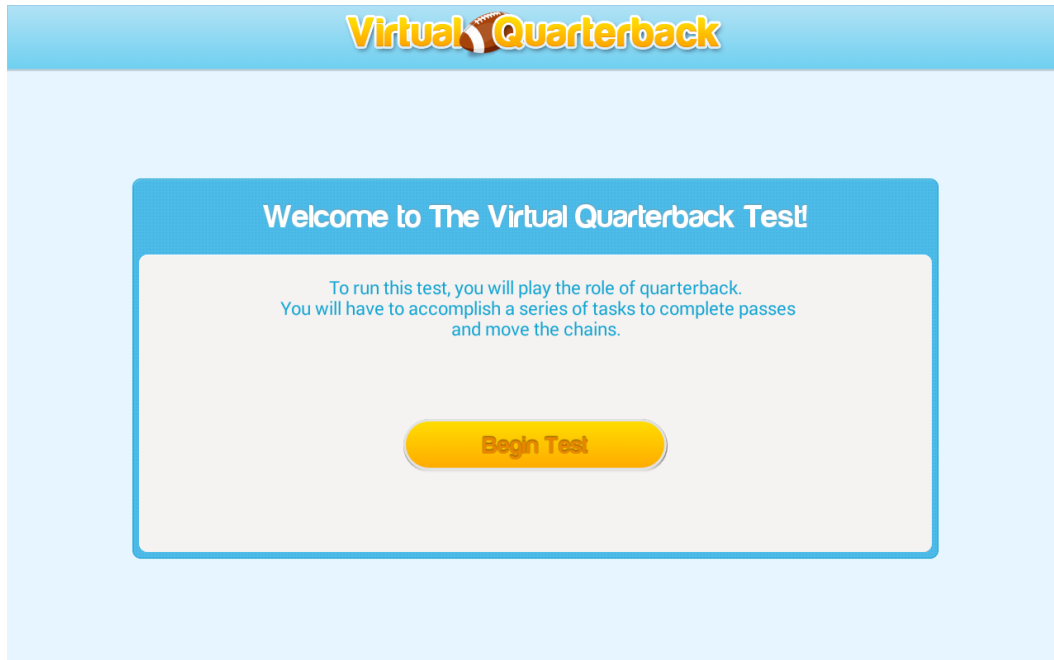 Virtual Quarterback
Welcome to The Virtual Quarterback Test!
To run this test, you will play the role of quarterback.
You will have to accomplish a series of tasks to complete passes
and move the chains.
Begin Test